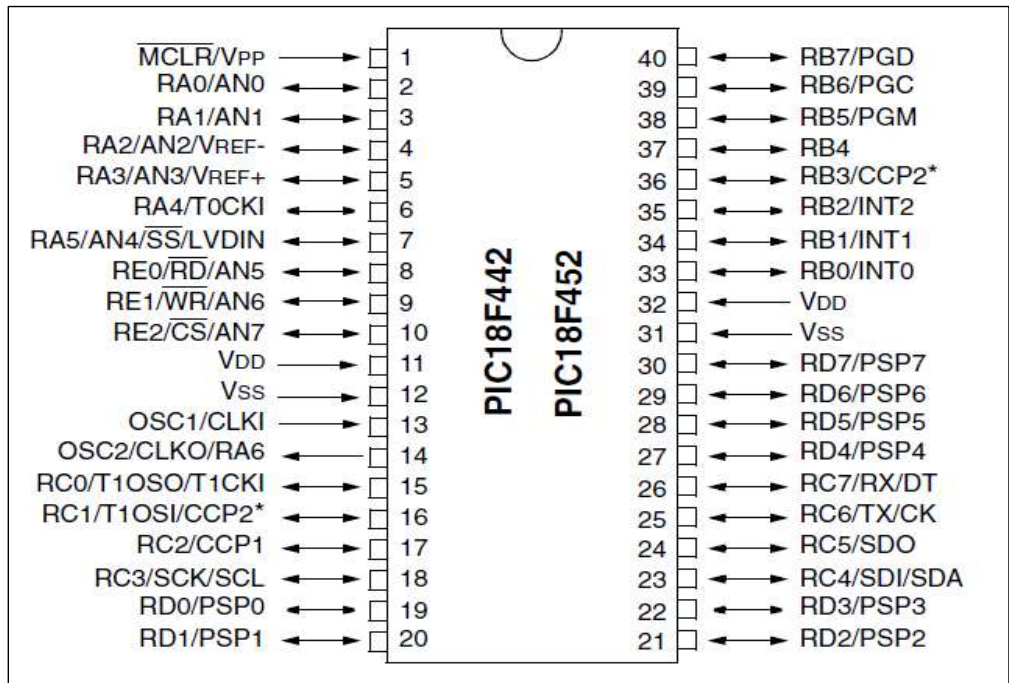 MCLR/VPP 1
RA0/AN0 2
RA1/AN1 3
RA2/AN2/VREF- 4
RA3/AN3/VREF+ 5
RA4/T0CKI 6
RA5/AN4/SS/LVDIN 7
RE0/RD/AN5 8
RE1/WR/AN6 9
RE2/CS/AN7 10
VDD 11
VSS 12
OSC1/CLKI 13
OSC2/CLKO/RA6 14
RC0/T1OSO/T1CKI 15
RC1/T1OSI/CCP2* 16
RC2/CCP1 17
RC3/SCK/SCL 18
RD0/PSP0 19
RD1/PSP1 20
PIC18F442
PIC18F452
40 RB7/PGD
39 RB6/PGC
38 RB5/PGM
37 RB4
36 RB3/CCP2*
35 RB2/INT2
34 RB1/INT1
33 RB0/INT0
32 VDD
31 VSS
30 RD7/PSP7
29 RD6/PSP6
28 RD5/PSP5
27 RD4/PSP4
26 RC7/RX/DT
25 RC6/TX/CK
24 RC5/SDO
23 RC4/SDI/SDA
22 RD3/PSP3
21 RD2/PSP2